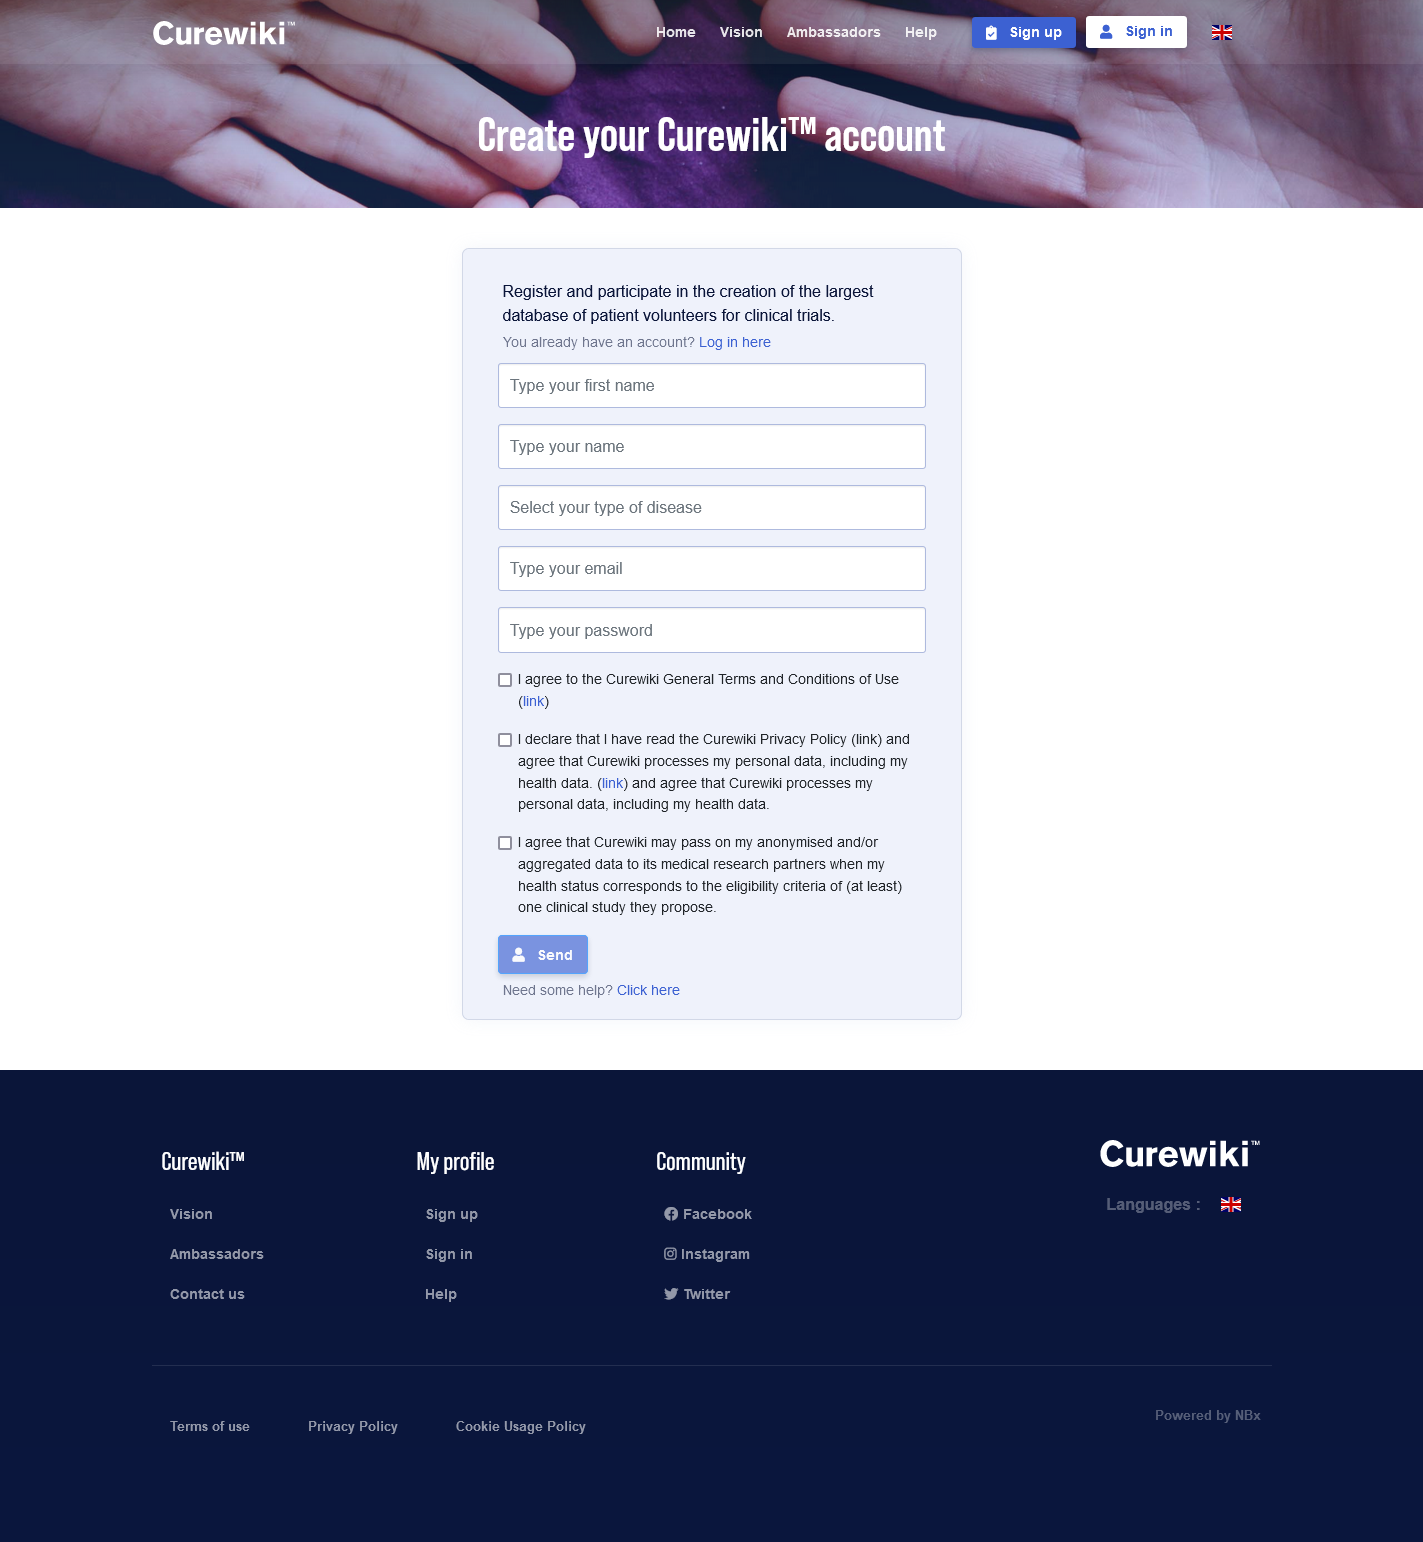 Curewiki™
Home
Vision
Ambassadors
Help
Sign up
Sign in
Create your Curewiki™ account
Register and participate in the creation of the largest
database of patient volunteers for clinical trials.
You already have an account? Log in here
Type your first name
Type your name
Select your type of disease
Type your email
Type your password
I agree to the Curewiki General Terms and Conditions of Use
(link)
I declare that I have read the Curewiki Privacy Policy (link) and
agree that Curewiki processes my personal data, including my
health data. (link) and agree that Curewiki processes my
personal data, including my health data.
I agree that Curewiki may pass on my anonymised and/or
aggregated data to its medical research partners when my
health status corresponds to the eligibility criteria of (at least)
one clinical study they propose.
Send
Need some help? Click here
Curewiki™
Vision
Ambassadors
Contact us
My profile
Sign up
Sign in
Help
Community
Facebook
Instagram
Twitter
Curewiki™
Languages :
Terms of use
Privacy Policy
Cookie Usage Policy
Powered by NBx